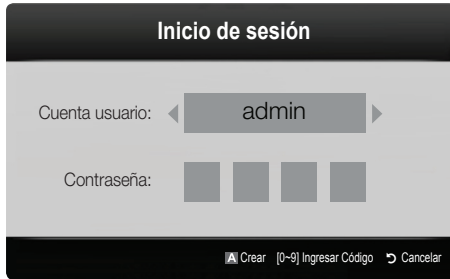 Inicio de sesión
Cuenta usuario: admin
Contraseña:
A Crear [0~9] Ingresar Código Cancelar